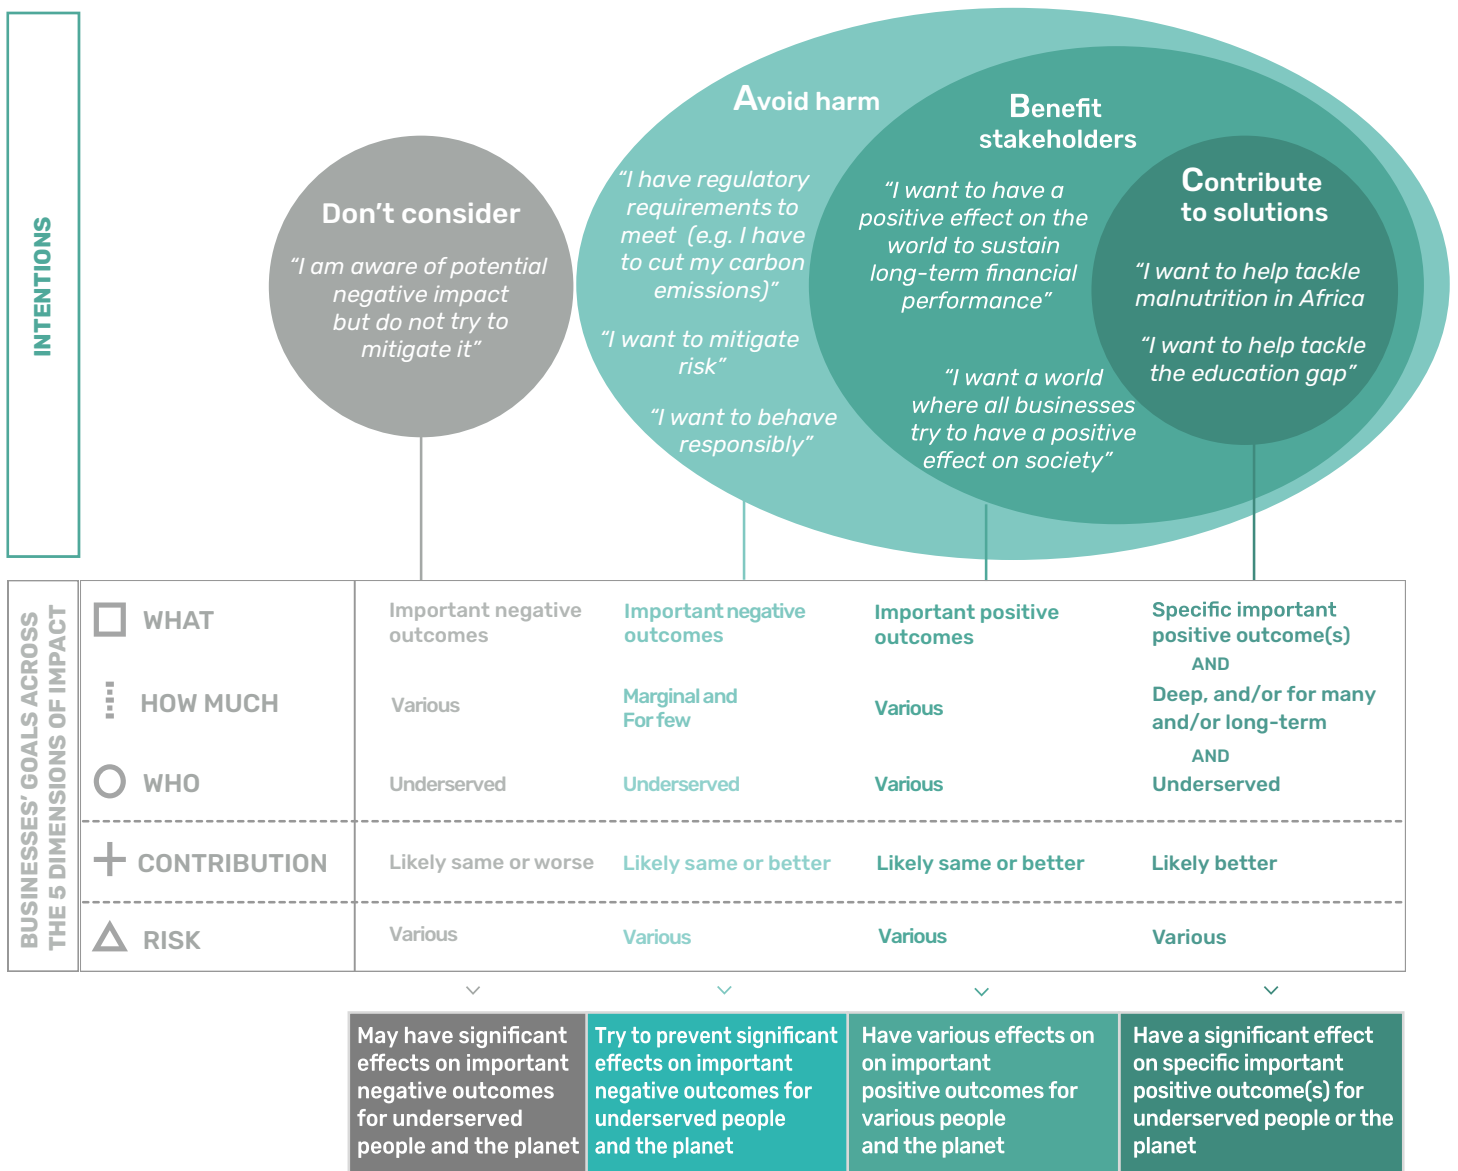 INTENTIONS
Don’t consider
“I am aware of potential
negative impact
but do not try to
mitigate it”
Avoid harm
“I have regulatory
requirements to
meet (e.g. I have
to cut my carbon
emissions)”
“I want to mitigate
risk”
“I want to behave
responsibly”
Benefit
stakeholders
“I want to have a
positive effect on the
world to sustain
long-term financial
performance”
“I want a world
where all businesses
try to have a positive
effect on society”
Contribute
to solutions
“I want to help tackle
malnutrition in Africa
“I want to help tackle
the education gap”
BUSINESSES’ GOALS ACROSS
THE 5 DIMENSIONS OF IMPACT
WHAT
Important negative
outcomes
Important negative
outcomes
Important positive
outcomes
Specific important
positive outcome(s)
AND
HOW MUCH
Various
Marginal and
For few
Various
Deep, and/or for many
and/or long-term
AND
WHO
Underserved
Underserved
Various
Underserved
CONTRIBUTION
Likely same or worse
Likely same or better
Likely same or better
Likely better
RISK
Various
Various
Various
Various
May have significant
effects on important
negative outcomes
for underserved
people and the planet
Try to prevent significant
effects on important
negative outcomes for
underserved people
and the planet
Have various effects on
on important
positive outcomes for
various people
and the planet
Have a significant effect
on specific important
positive outcome(s) for
underserved people or the
planet